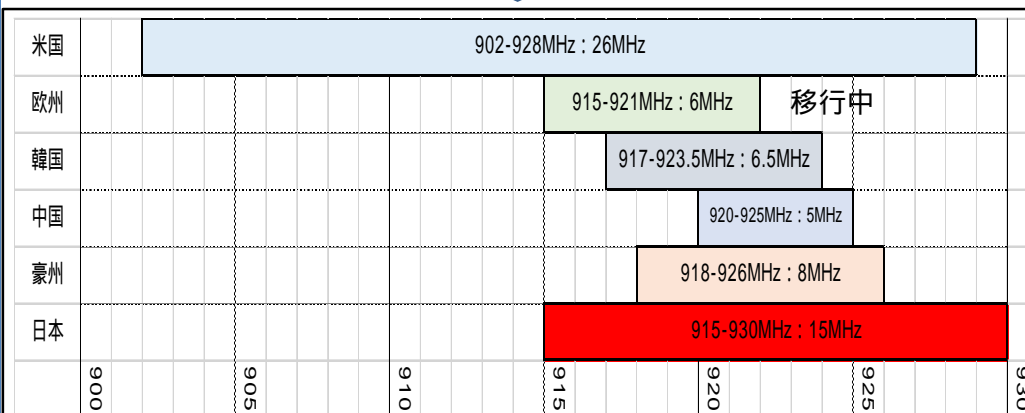 米国 902-928MHz : 26MHz
欧州 915-921MHz : 6MHz 移行中
韓国 917-923.5MHz : 6.5MHz
中国 920-925MHz : 5MHz
豪州 918-926MHz : 8MHz
日本 915-930MHz : 15MHz
900 905 910 915 920 925 930